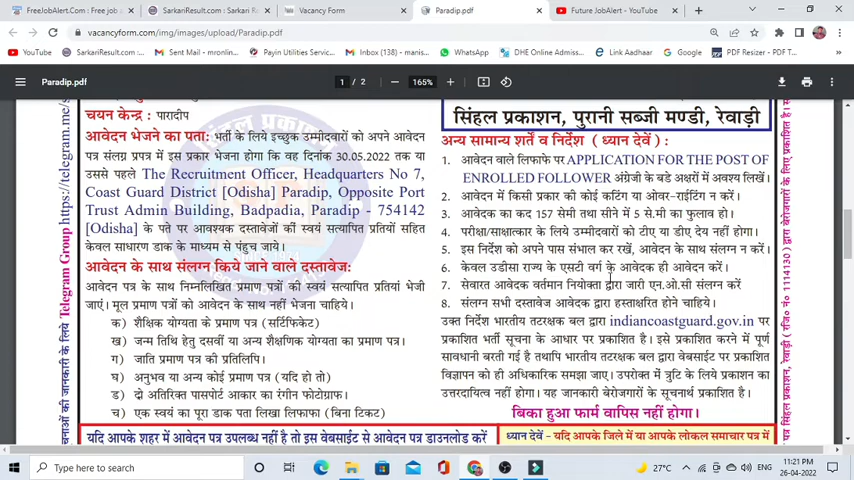 FreeJobAlert.Com : Free job a
SarkariResult.com : Sarkari R
Vacancy Form
Paradip.pdf
Future JobAlert - YouTube
vacancyform.com/img/images/upload/Paradip.pdf
YouTube
SarkariResult.com : S...
Sent Mail - mronlin...
Payin Utilities Servic...
Inbox (138) - manis...
WhatsApp
DHE Online Admissi...
Link Aadhaar
Google
PDF Resizer - PDF T...
Paradip.pdf
1 / 2
165%
चयन केन्द्र : पारादीप
आवेदन भेजने का पता: भर्ती के लिये इच्छुक उम्मीदवारों को अपने आवेदन
पत्र संलग्न प्रपत्र में इस प्रकार भेजना होगा कि वह दिनांक 30.05.2022 तक या
उससे पहले The Recruitment Officer, Headquarters No 7,
Coast Guard District [Odisha] Paradip, Opposite Port
Trust Admin Building, Badpadia, Paradip - 754142
[Odisha] के पते पर आवश्यक दस्तावेजों की स्वयं सत्यापित प्रतियों सहित
केवल साधारण डाक के माध्यम से पंहुच जाये।
आवेदन के साथ संलग्न किये जाने वाले दस्तावेज:
आवेदन पत्र के साथ निम्नलिखित प्रमाण पत्रों की स्वयं सत्यापित प्रतियां भेजी
जाएं। मूल प्रमाण पत्रों को आवेदन के साथ नहीं भेजना चाहिये।
क) शैक्षिक योग्यता के प्रमाण पत्र (सर्टिफिकेट)
ख) जन्म तिथि हेतु दसवीं या अन्य शैक्षणिक योग्यता का प्रमाण पत्र।
ग) जाति प्रमाण पत्र की प्रतिलिपि।
घ) अनुभव या अन्य कोई प्रमाण पत्र (यदि हो तो)
ड) दो अतिरिक्त पासपोर्ट आकार का रंगीन फोटोग्राफ।
च) एक स्वयं का पूरा डाक पता लिखा लिफाफा (बिना टिकट)
यदि आपके शहर में आवेदन पत्र उपलब्ध नहीं है तो इस वेबसाईट से आवेदन पत्र डाउनलोड करें
सिंहल प्रकाशन, पुरानी सब्जी मण्डी, रेवाड़ी
अन्य सामान्य शर्ते व निर्देश ( ध्यान देवें ) :
1. आवेदन वाले लिफाफे पर APPLICATION FOR THE POST OF
ENROLLED FOLLOWER अंग्रेजी के बडे अक्षरों में अवश्य लिखें।
2. आवेदन में किसी प्रकार की कोई कटिंग या ओवर-राईटिंग न करें।
3. आवेदक का कद 157 सेमी तथा सीने में 5 से.मी का फुलाव हो।
4. परीक्षा/साक्षात्कार के लिये उम्मीदवारों को टीए या डीए देय नहीं होगा।
5. इस निर्देश को अपने पास संभाल कर रखें, आवेदन के साथ संलग्न न करें।
6. केवल उडीसा राज्य के एसटी वर्ग के आवेदक ही आवेदन करें।
7. सेवारत आवेदक वर्तमान नियोक्ता द्वारा जारी एन.ओ.सी संलग्न करें
8. संलग्न सभी दस्तावेज आवेदक द्वारा हस्ताक्षरित होने चाहिये।
उक्त निर्देश भारतीय तटरक्षक बल द्वारा indiancoastguard.gov.in पर
प्रकाशित भर्ती सूचना के आधार पर प्रकाशित है। इसे प्रकाशित करने में पूर्ण
सावधानी बरती गई है तथापि भारतीय तटरक्षक बल द्वारा वेबसाईट पर प्रकाशित
विज्ञापन को ही अधिकारिक समझा जाए। उपरोक्त में त्रुटि के लिये प्रकाशन का
उत्तरदायित्व नहीं होगा। यह जानकारी बेरोजगारों के सूचनार्थ प्रकाशित है।
बिका हुआ फार्म वापिस नहीं होगा।
ध्यान देवें - यदि आपके जिले में या आपके लोकल समाचार पत्र में
Telegram Group https://telegram.me/s
Type here to search
27°C
ENG
11:21 PM
26-04-2022